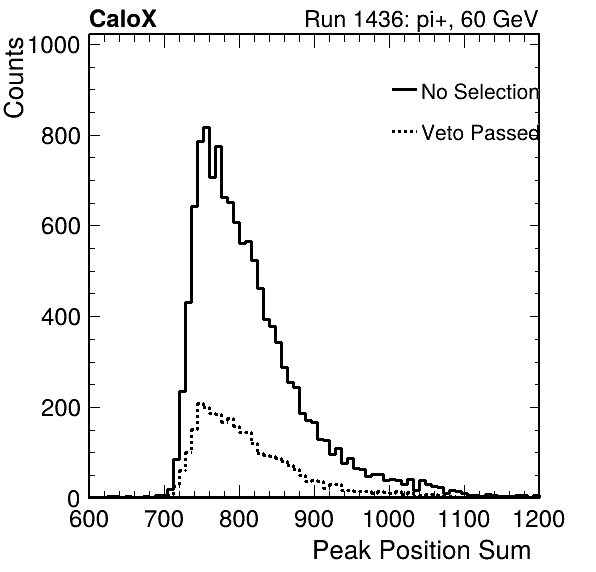 CaloX Run 1436: pi+, 60 GeV
Counts
1000
800
600
400
200
0
No Selection
Veto Passed
600 700 800 900 1000 1100 1200
Peak Position Sum